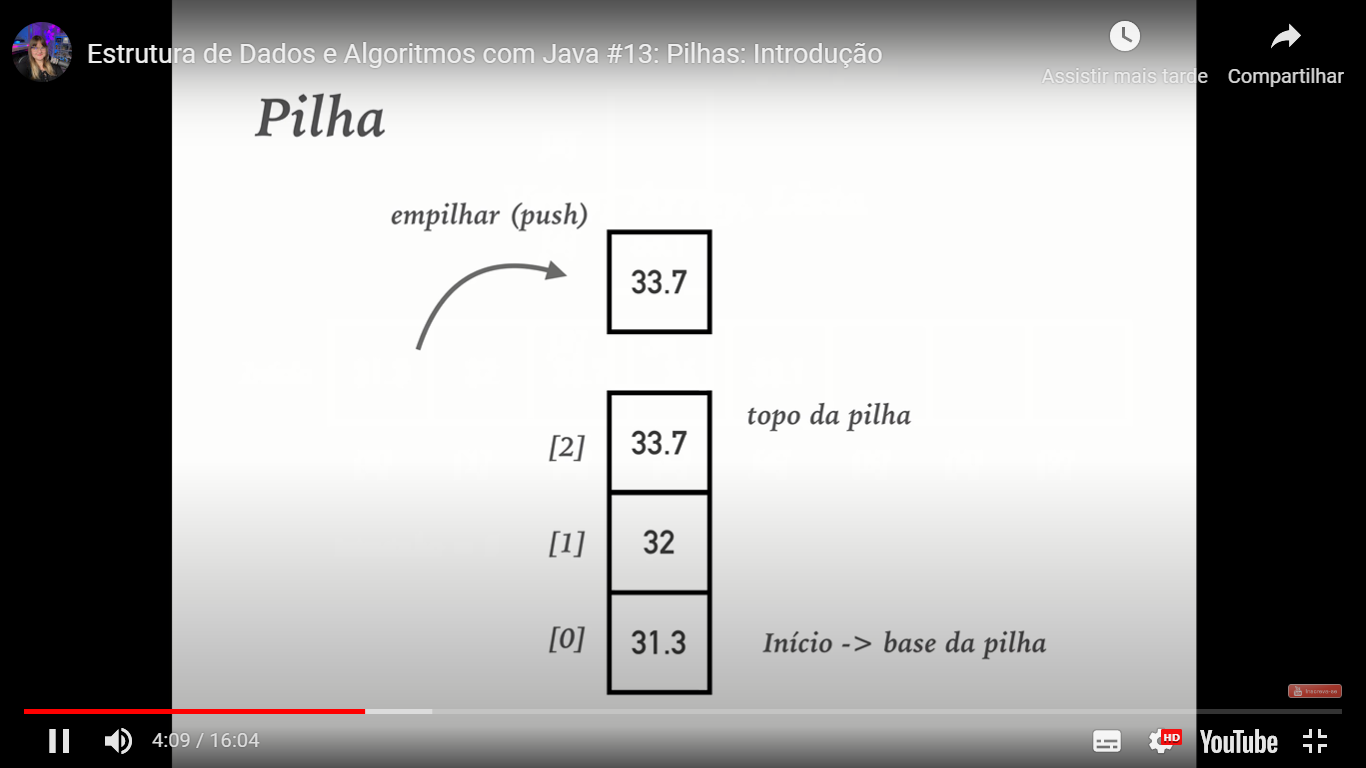 Estrutura de Dados e Algoritmos com Java #13: Pilhas: Introdução
Assistir mais tarde
Compartilhar
Pilha
empilhar (push)
33.7
[2] 33.7 topo da pilha
[1] 32
[0] 31.3 Início -> base da pilha
Inscreva-se
4:09 / 16:04
HD
YouTube